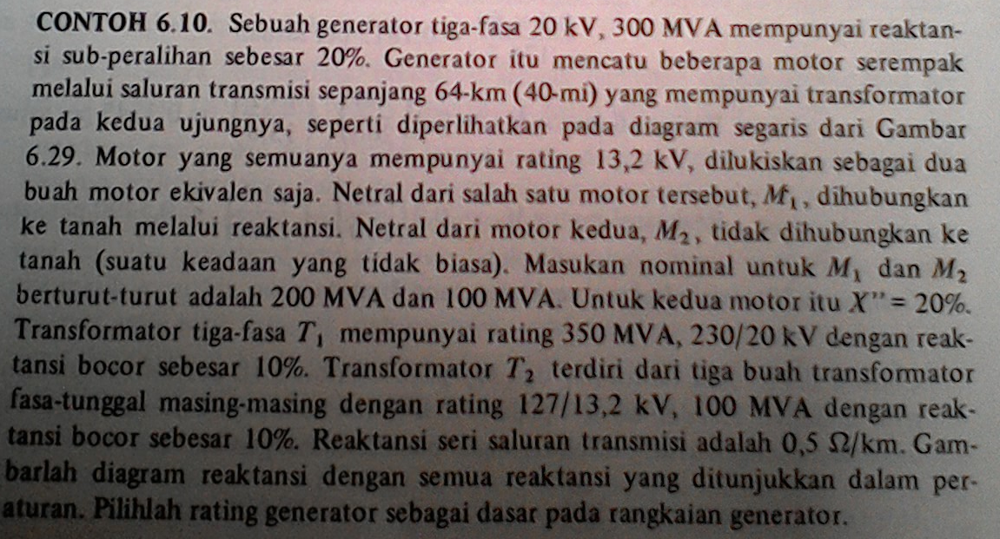 CONTOH 6.10. Sebuah generator tiga-fasa 20 kV, 300 MVA mempunyai reaktan-
si sub-peralihan sebesar 20%. Generator itu mencatu beberapa motor serempak
melalui saluran transmisi sepanjang 64-km (40-mi) yang mempunyai transformator
pada kedua ujungnya, seperti diperlihatkan pada diagram segaris dari Gambar
6.29. Motor yang semuanya mempunyai rating 13,2 kV, dilukiskan sebagai dua
buah motor ekivalen saja. Netral dari salah satu motor tersebut, M₁, dihubungkan
ke tanah melalui reaktansi. Netral dari motor kedua, M₂, tidak dihubungkan ke
tanah (suatu keadaan yang tidak biasa). Masukan nominal untuk M₁ dan M₂
berturut-turut adalah 200 MVA dan 100 MVA. Untuk kedua motor itu X" = 20%.
Transformator tiga-fasa T₁ mempunyai rating 350 MVA, 230/20 kV dengan reak-
tansi bocor sebesar 10%. Transformator T₂ terdiri dari tiga buah transformator
fasa-tunggal masing-masing dengan rating 127/13,2 kV, 100 MVA dengan reak-
tansi bocor sebesar 10%. Reaktansi seri saluran transmisi adalah 0,5 Ω/km. Gam-
barlah diagram reaktansi dengan semua reaktansi yang ditunjukkan dalam per-
aturan. Pilihlah rating generator sebagai dasar pada rangkaian generator.